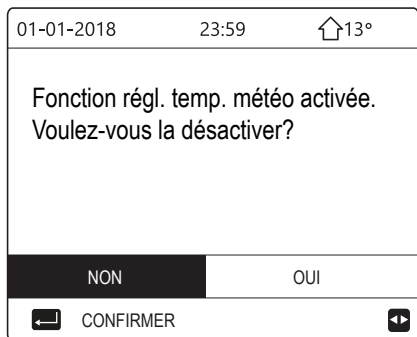 01-01-2018 23:59 13°
Fonction régl. temp. météo activée.
Voulez-vous la désactiver?
NON OUI
CONFIRMER